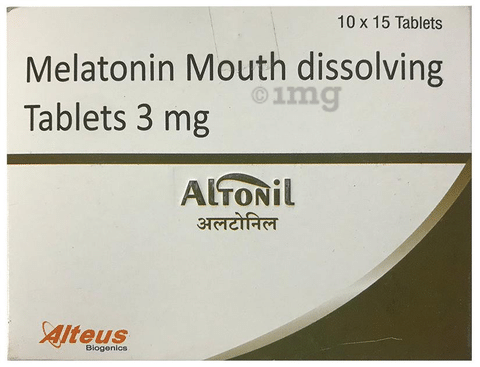 10 x 15 Tablets
Melatonin Mouth dissolving
©1mg
Tablets 3 mg
ALTONiL
अलटोनिल
Alteus
Biogenics